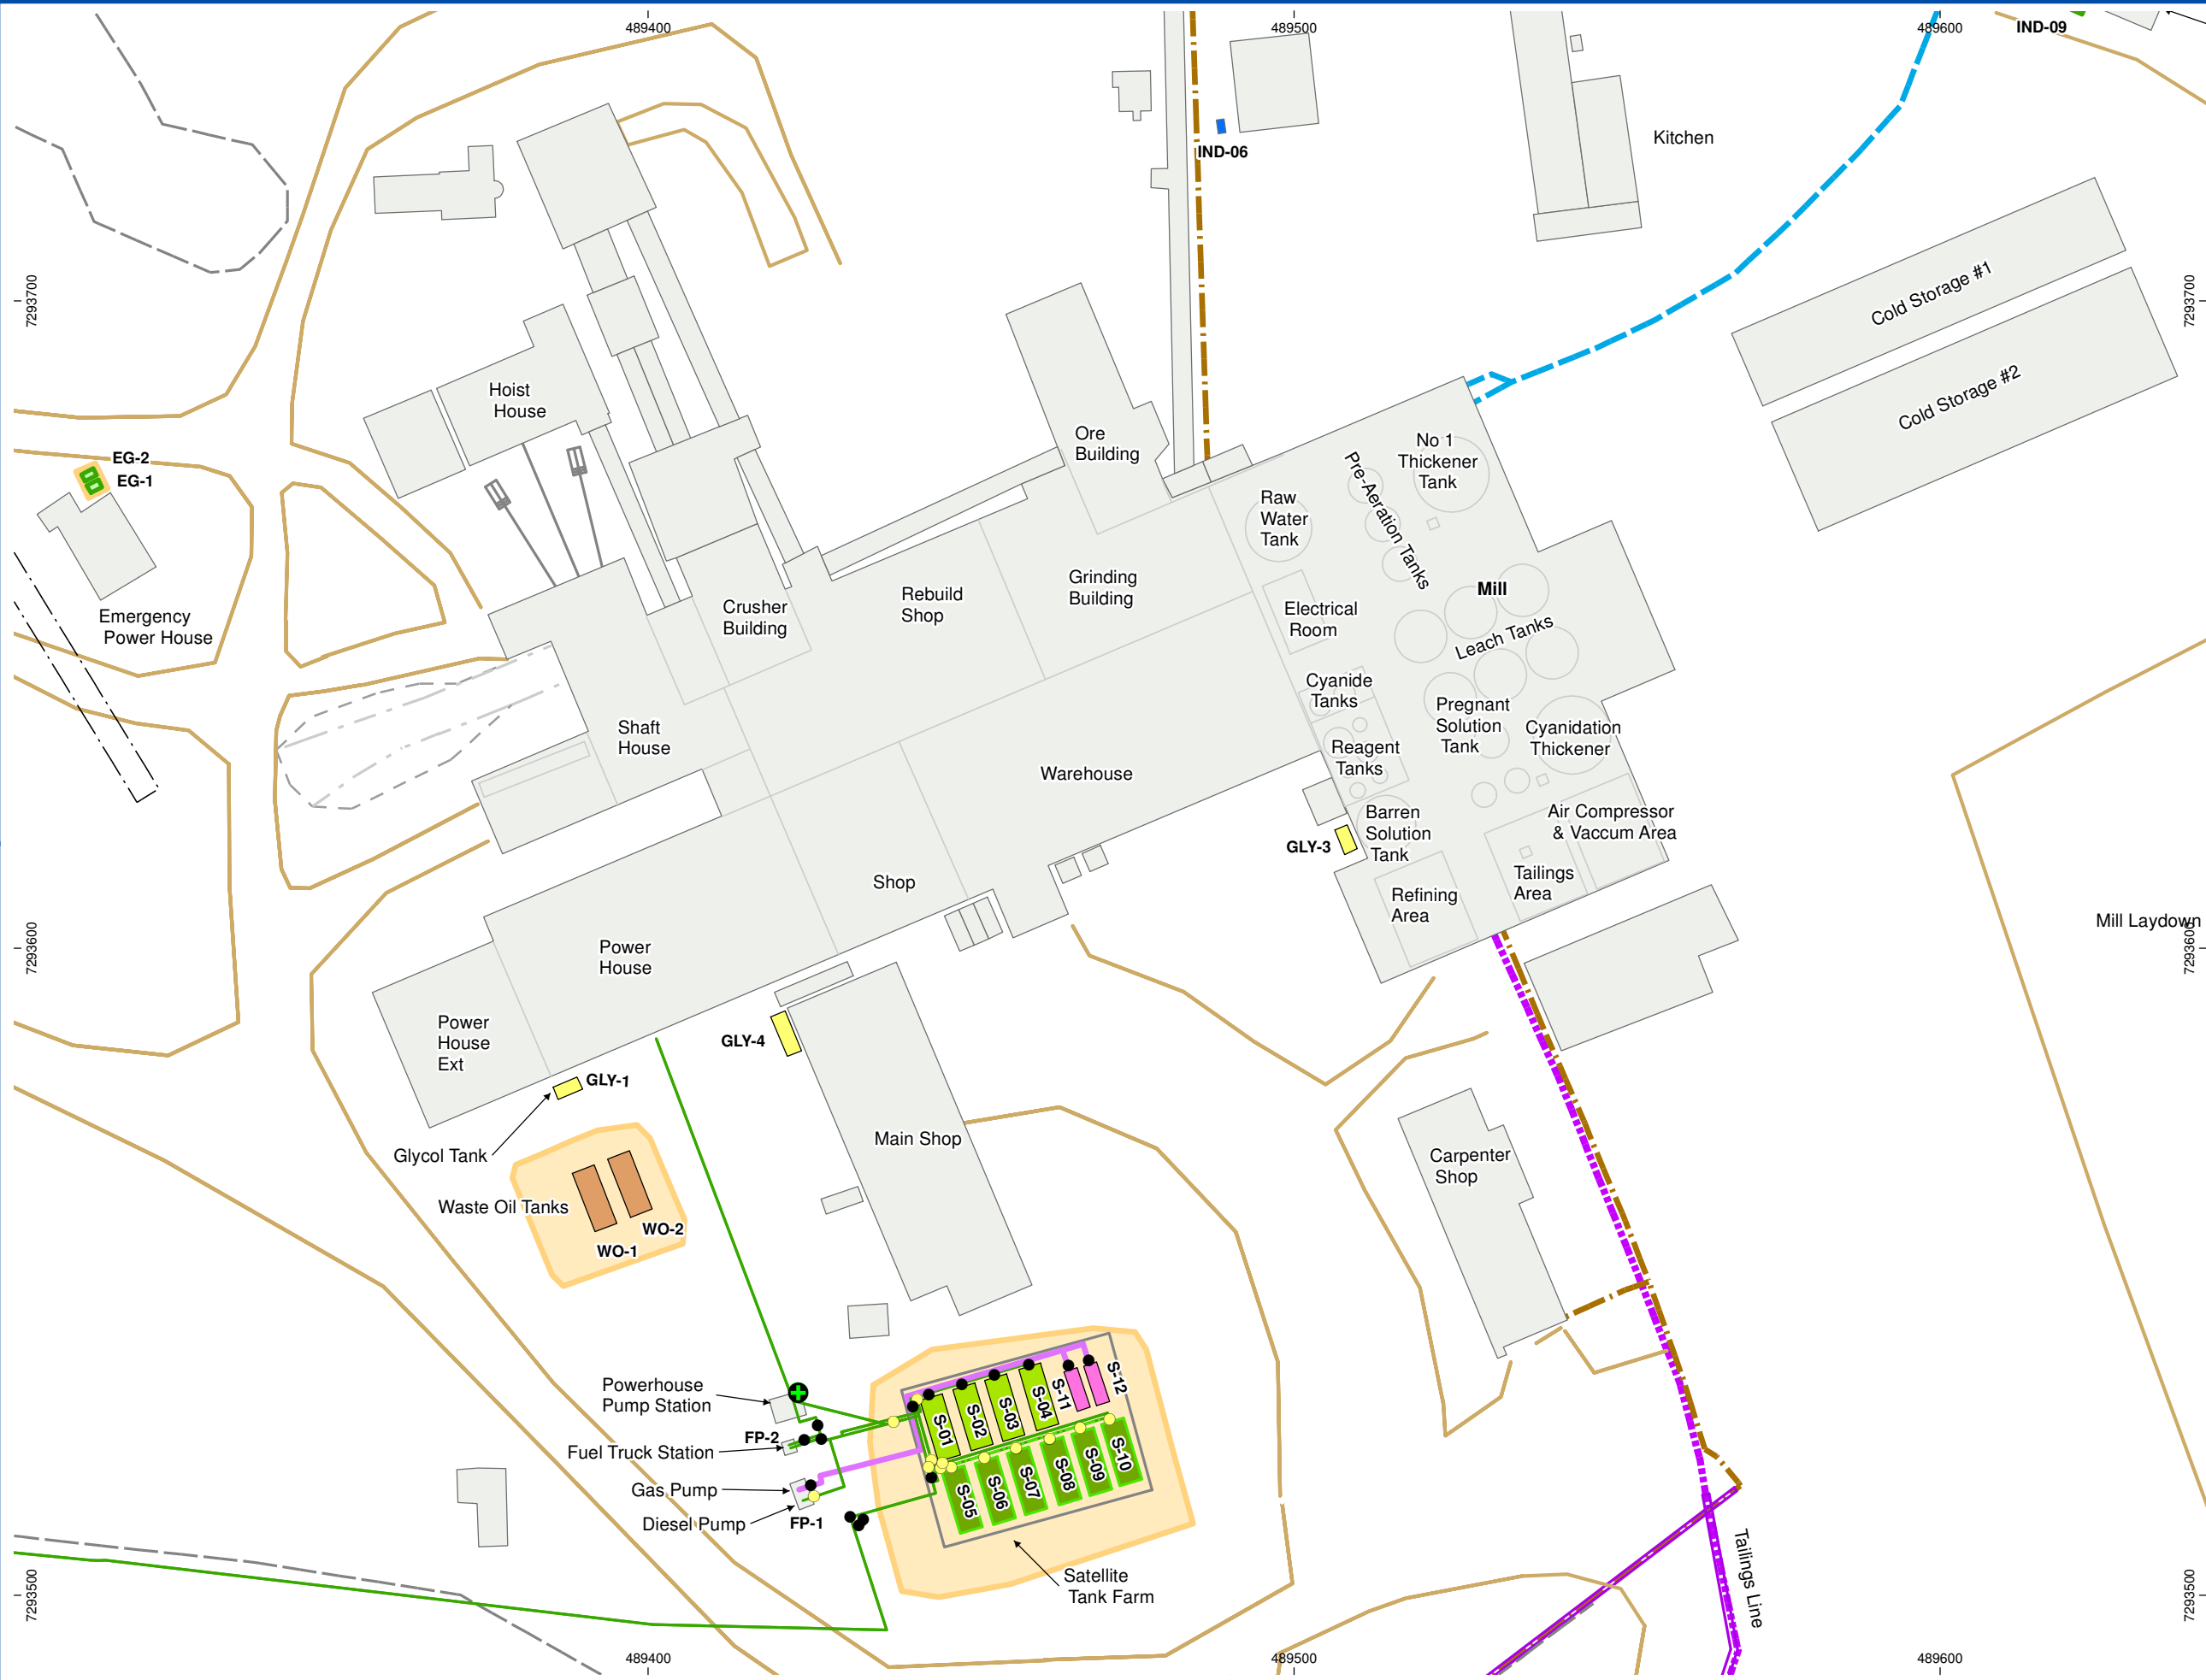 489400
489500
489600
IND-09
IND-06
Kitchen
7293700
7293700
Cold Storage #1
Cold Storage #2
Hoist
House
Ore
Building
No 1
Thickener
Tank
Pre-Aeration Tanks
Raw
Water
Tank
EG-2
EG-1
Emergency
Power House
Crusher
Building
Rebuild
Shop
Grinding
Building
Electrical
Room
Mill
Leach Tanks
Cyanide
Tanks
Pregnant
Solution
Tank
Cyanidation
Thickener
Shaft
House
Reagent
Tanks
Warehouse
Barren
Solution
Tank
Air Compressor
& Vaccum Area
GLY-3
Shop
Tailings
Area
Refining
Area
Mill Laydown
7293600
7293600
Power
House
Power
House
Ext
GLY-4
GLY-1
Glycol Tank
Main Shop
Carpenter
Shop
Waste Oil Tanks
WO-2
WO-1
Powerhouse
Pump Station
FP-2
Fuel Truck Station
Gas Pump
Diesel Pump
FP-1
S-01
S-02
S-03
S-04
S-11
S-12
S-05
S-06
S-07
S-08
S-09
S-10
Satellite
Tank Farm
Tailings Line
7293500
7293500
489400
489500
489600